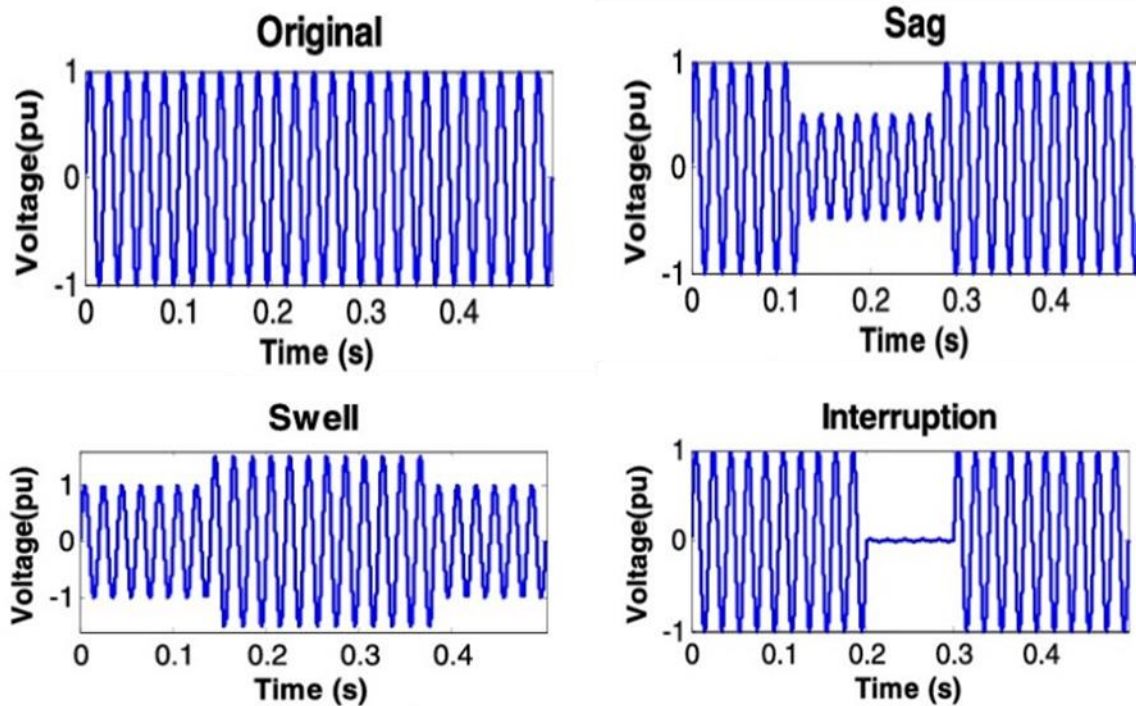 Original
Voltage(pu)
1
0
-1
0 0.1 0.2 0.3 0.4
Time (s)
Sag
Voltage(pu)
1
0
-1
0 0.1 0.2 0.3 0.4
Time (s)
Swell
Voltage(pu)
1
0
-1
0 0.1 0.2 0.3 0.4
Time (s)
Interruption
Voltage(pu)
1
0
-1
0 0.1 0.2 0.3 0.4
Time (s)